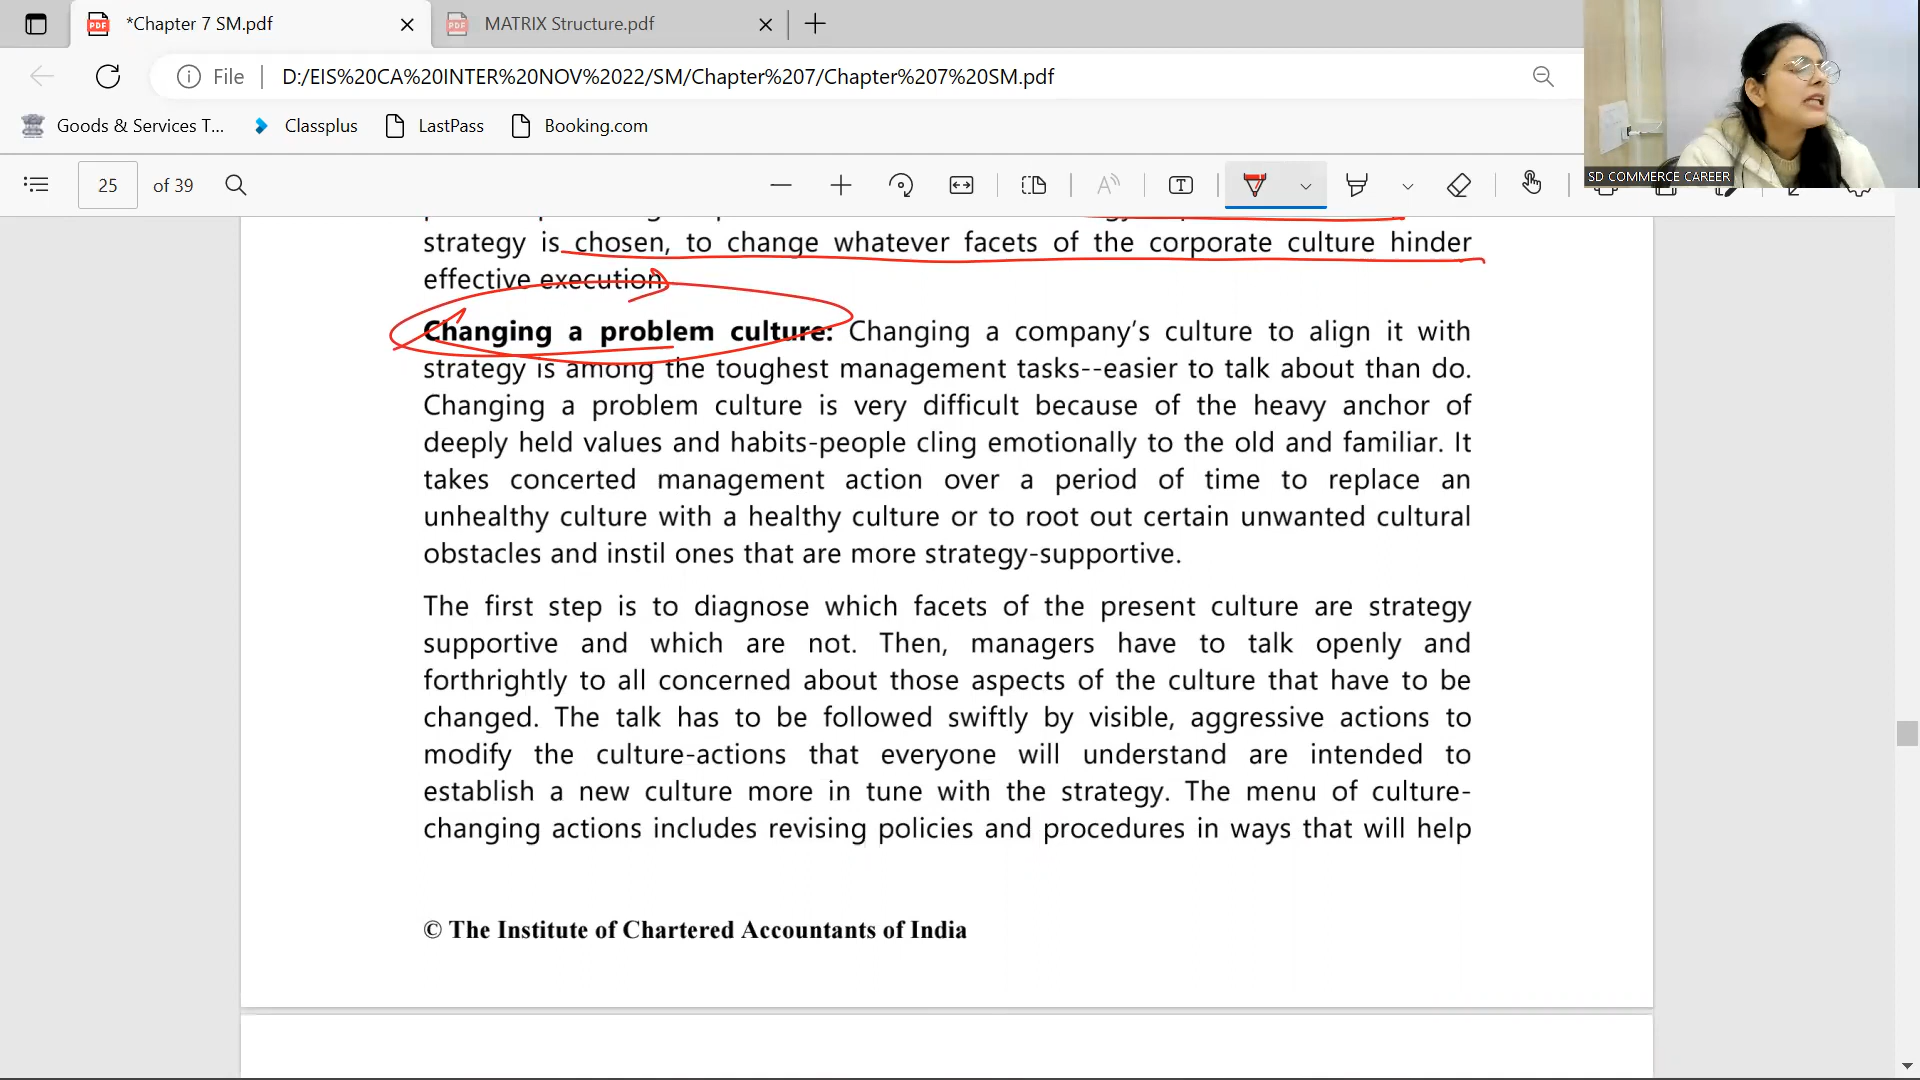 *Chapter 7 SM.pdf
MATRIX Structure.pdf
File
D:/EIS%20CA%20INTER%20NOV%2022/SM/Chapter%207/Chapter%207%20SM.pdf
Goods & Services T...
Classplus
LastPass
Booking.com
SD COMMERCE CAREER
25
of 39
strategy is chosen, to change whatever facets of the corporate culture hinder
effective execution.
Changing a problem culture: Changing a company's culture to align it with
strategy is among the toughest management tasks--easier to talk about than do.
Changing a problem culture is very difficult because of the heavy anchor of
deeply held values and habits-people cling emotionally to the old and familiar. It
takes concerted management action over a period of time to replace an
unhealthy culture with a healthy culture or to root out certain unwanted cultural
obstacles and instil ones that are more strategy-supportive.
The first step is to diagnose which facets of the present culture are strategy
supportive and which are not. Then, managers have to talk openly and
forthrightly to all concerned about those aspects of the culture that have to be
changed. The talk has to be followed swiftly by visible, aggressive actions to
modify the culture-actions that everyone will understand are intended to
establish a new culture more in tune with the strategy. The menu of culture-
changing actions includes revising policies and procedures in ways that will help
© The Institute of Chartered Accountants of India